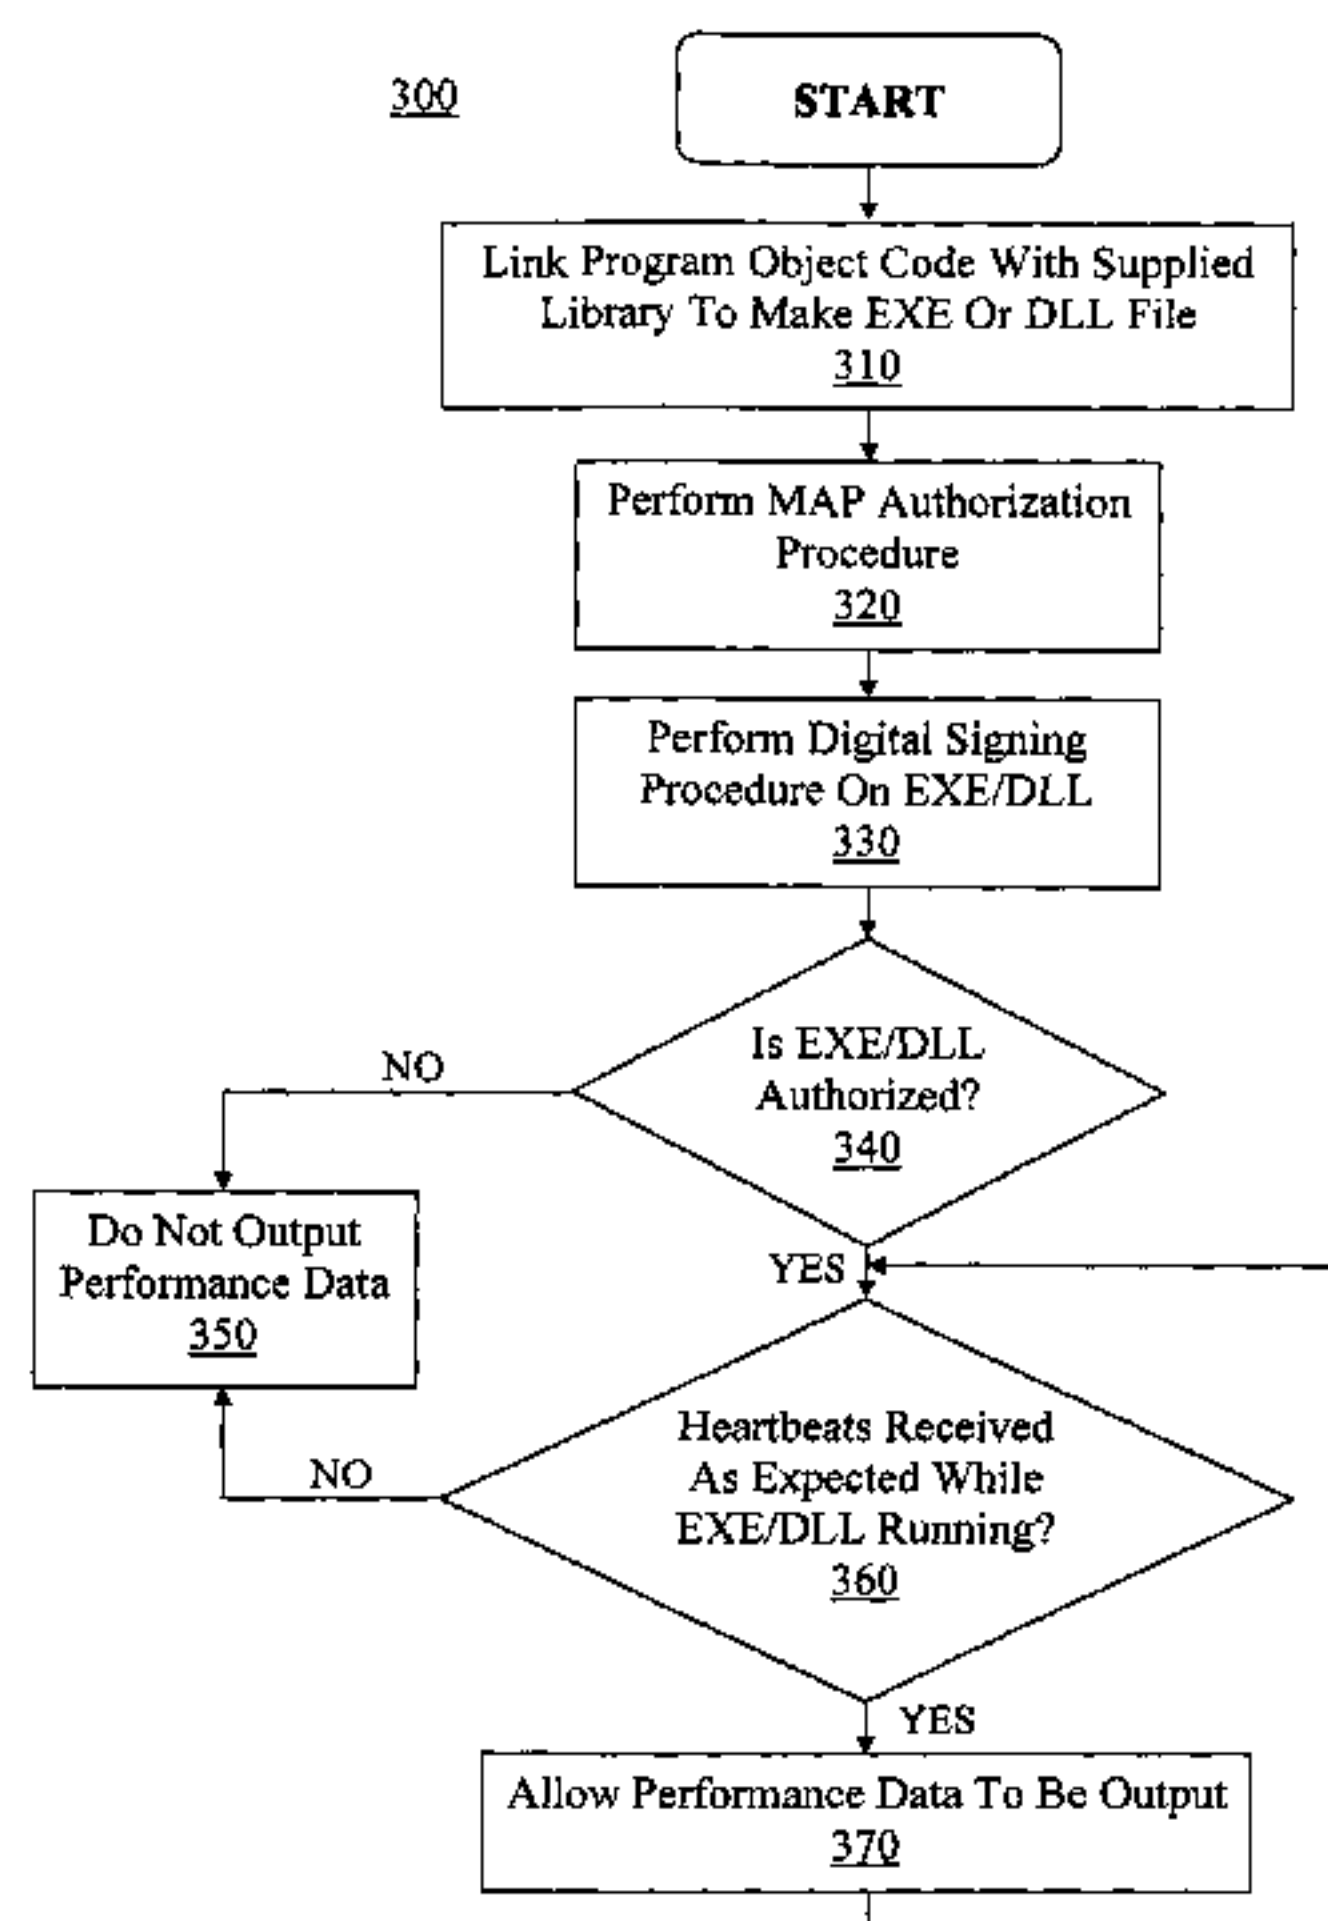 300
START
Link Program Object Code With Supplied
Library To Make EXE Or DLL File
310
Perform MAP Authorization
Procedure
320
Perform Digital Signing
Procedure On EXE/DLL
330
Is EXE/DLL
Authorized?
340
NO
Do Not Output
Performance Data
350
YES
Heartbeats Received
As Expected While
EXE/DLL Running?
360
NO
YES
Allow Performance Data To Be Output
370